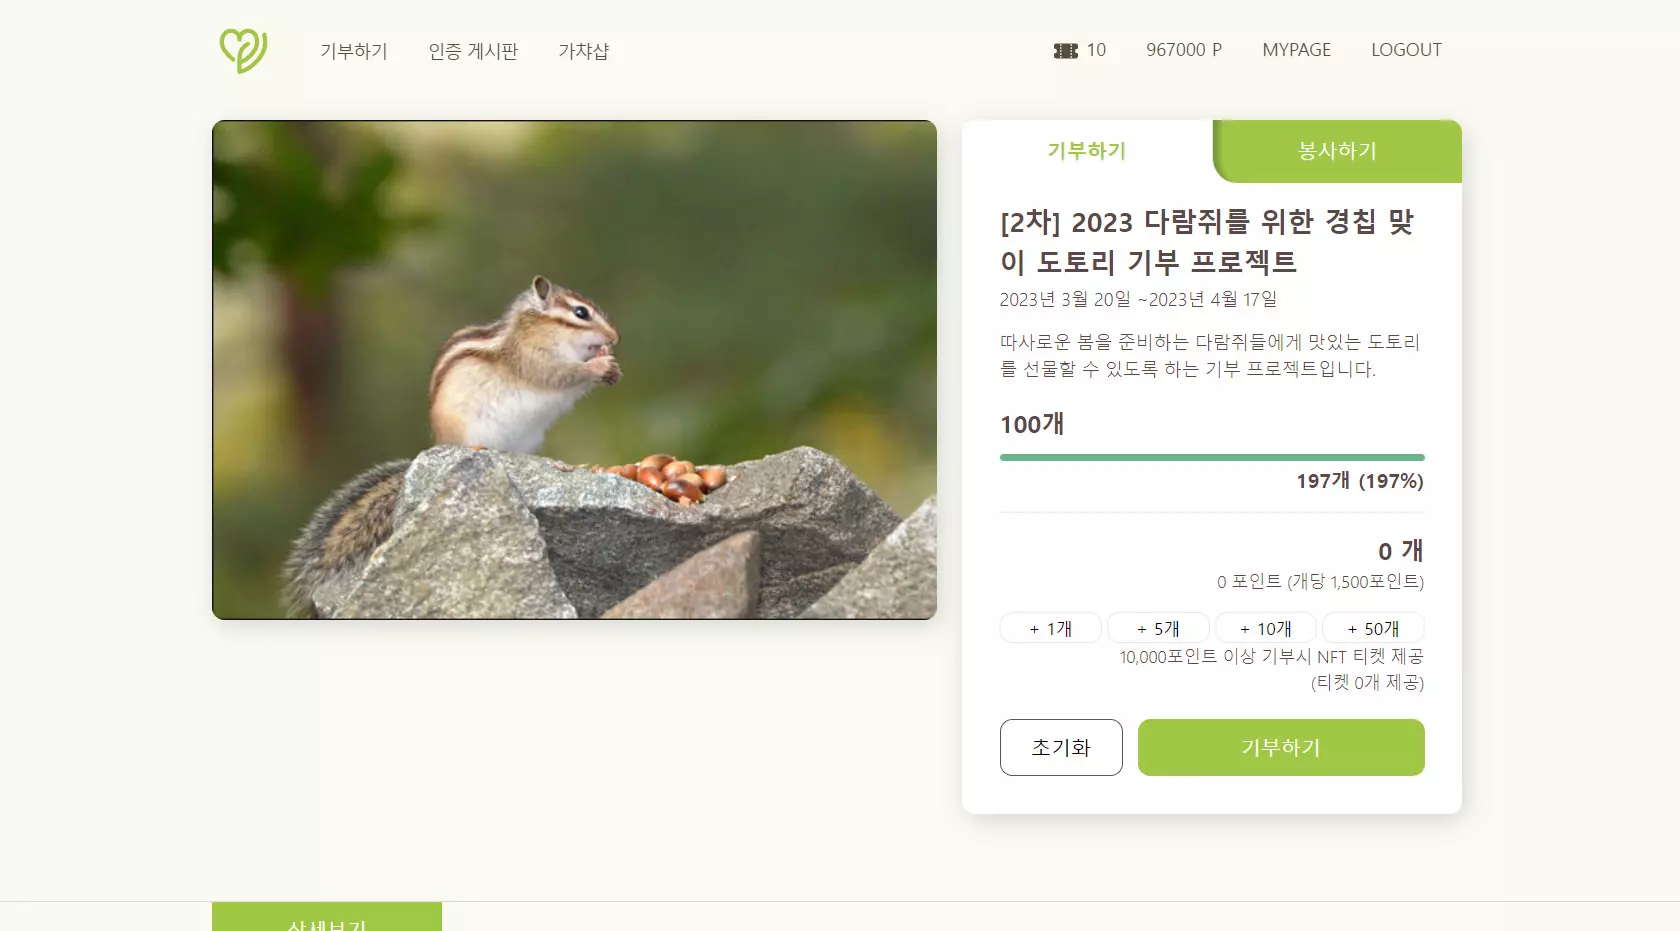 기부하기 인증 게시판 가챠샵 10 967000 P MYPAGE LOGOUT
기부하기 봉사하기
[2차] 2023 다람쥐를 위한 경칩 맞
이 도토리 기부 프로젝트
2023년 3월 20일 ~2023년 4월 17일
따사로운 봄을 준비하는 다람쥐들에게 맛있는 도토리
를 선물할 수 있도록 하는 기부 프로젝트입니다.
100개
197개 (197%)
0 개
0 포인트 (개당 1,500포인트)
+ 1개 + 5개 + 10개 + 50개
10,000포인트 이상 기부시 NFT 티켓 제공
(티켓 0개 제공)
초기화 기부하기
상세보기